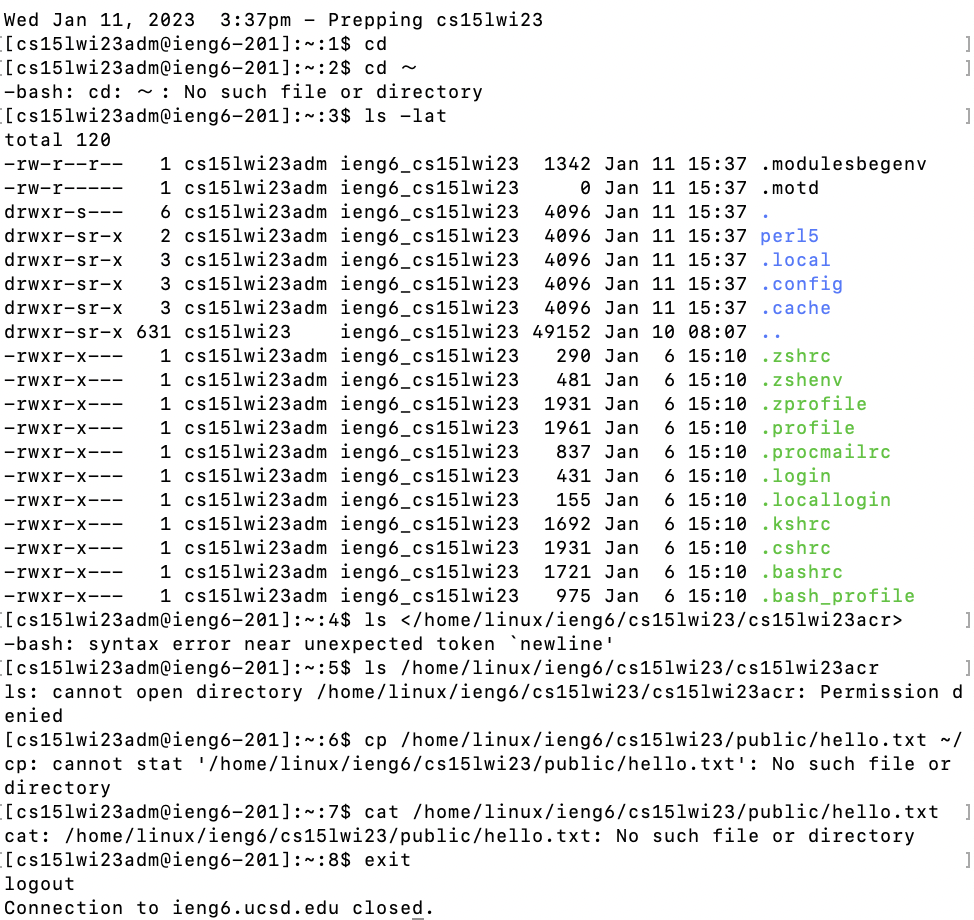 Wed Jan 11, 2023  3:37pm - Prepping cs15lwi23
[[cs15lwi23adm@ieng6-201]:~:1$ cd ]
[[cs15lwi23adm@ieng6-201]:~:2$ cd ～ ]
-bash: cd: ～: No such file or directory
[[cs15lwi23adm@ieng6-201]:~:3$ ls -lat ]
total 120
-rw-r--r--   1 cs15lwi23adm ieng6_cs15lwi23  1342 Jan 11 15:37 .modulesbegenv
-rw-r-----   1 cs15lwi23adm ieng6_cs15lwi23     0 Jan 11 15:37 .motd
drwxr-s---   6 cs15lwi23adm ieng6_cs15lwi23  4096 Jan 11 15:37 .
drwxr-sr-x   2 cs15lwi23adm ieng6_cs15lwi23  4096 Jan 11 15:37 perl5
drwxr-sr-x   3 cs15lwi23adm ieng6_cs15lwi23  4096 Jan 11 15:37 .local
drwxr-sr-x   3 cs15lwi23adm ieng6_cs15lwi23  4096 Jan 11 15:37 .config
drwxr-sr-x   3 cs15lwi23adm ieng6_cs15lwi23  4096 Jan 11 15:37 .cache
drwxr-sr-x 631 cs15lwi23    ieng6_cs15lwi23 49152 Jan 10 08:07 ..
-rwxr-x---   1 cs15lwi23adm ieng6_cs15lwi23   290 Jan  6 15:10 .zshrc
-rwxr-x---   1 cs15lwi23adm ieng6_cs15lwi23   481 Jan  6 15:10 .zshenv
-rwxr-x---   1 cs15lwi23adm ieng6_cs15lwi23  1931 Jan  6 15:10 .zprofile
-rwxr-x---   1 cs15lwi23adm ieng6_cs15lwi23  1961 Jan  6 15:10 .profile
-rwxr-x---   1 cs15lwi23adm ieng6_cs15lwi23   837 Jan  6 15:10 .procmailrc
-rwxr-x---   1 cs15lwi23adm ieng6_cs15lwi23   431 Jan  6 15:10 .login
-rwxr-x---   1 cs15lwi23adm ieng6_cs15lwi23   155 Jan  6 15:10 .locallogin
-rwxr-x---   1 cs15lwi23adm ieng6_cs15lwi23  1692 Jan  6 15:10 .kshrc
-rwxr-x---   1 cs15lwi23adm ieng6_cs15lwi23  1931 Jan  6 15:10 .cshrc
-rwxr-x---   1 cs15lwi23adm ieng6_cs15lwi23  1721 Jan  6 15:10 .bashrc
-rwxr-x---   1 cs15lwi23adm ieng6_cs15lwi23   975 Jan  6 15:10 .bash_profile
[[cs15lwi23adm@ieng6-201]:~:4$ ls </home/linux/ieng6/cs15lwi23/cs15lwi23acr> ]
-bash: syntax error near unexpected token `newline'
[[cs15lwi23adm@ieng6-201]:~:5$ ls /home/linux/ieng6/cs15lwi23/cs15lwi23acr ]
ls: cannot open directory /home/linux/ieng6/cs15lwi23/cs15lwi23acr: Permission d
enied
[cs15lwi23adm@ieng6-201]:~:6$ cp /home/linux/ieng6/cs15lwi23/public/hello.txt ~/
cp: cannot stat '/home/linux/ieng6/cs15lwi23/public/hello.txt': No such file or
directory
[[cs15lwi23adm@ieng6-201]:~:7$ cat /home/linux/ieng6/cs15lwi23/public/hello.txt ]
cat: /home/linux/ieng6/cs15lwi23/public/hello.txt: No such file or directory
[[cs15lwi23adm@ieng6-201]:~:8$ exit ]
logout
Connection to ieng6.ucsd.edu closed.